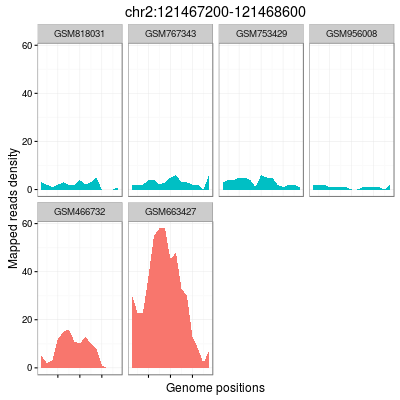 chr2:121467200-121468600
GSM818031 GSM767343 GSM753429 GSM956008
60
40
20
0
Mapped reads density
GSM466732 GSM663427
60
40
20
0
Genome positions